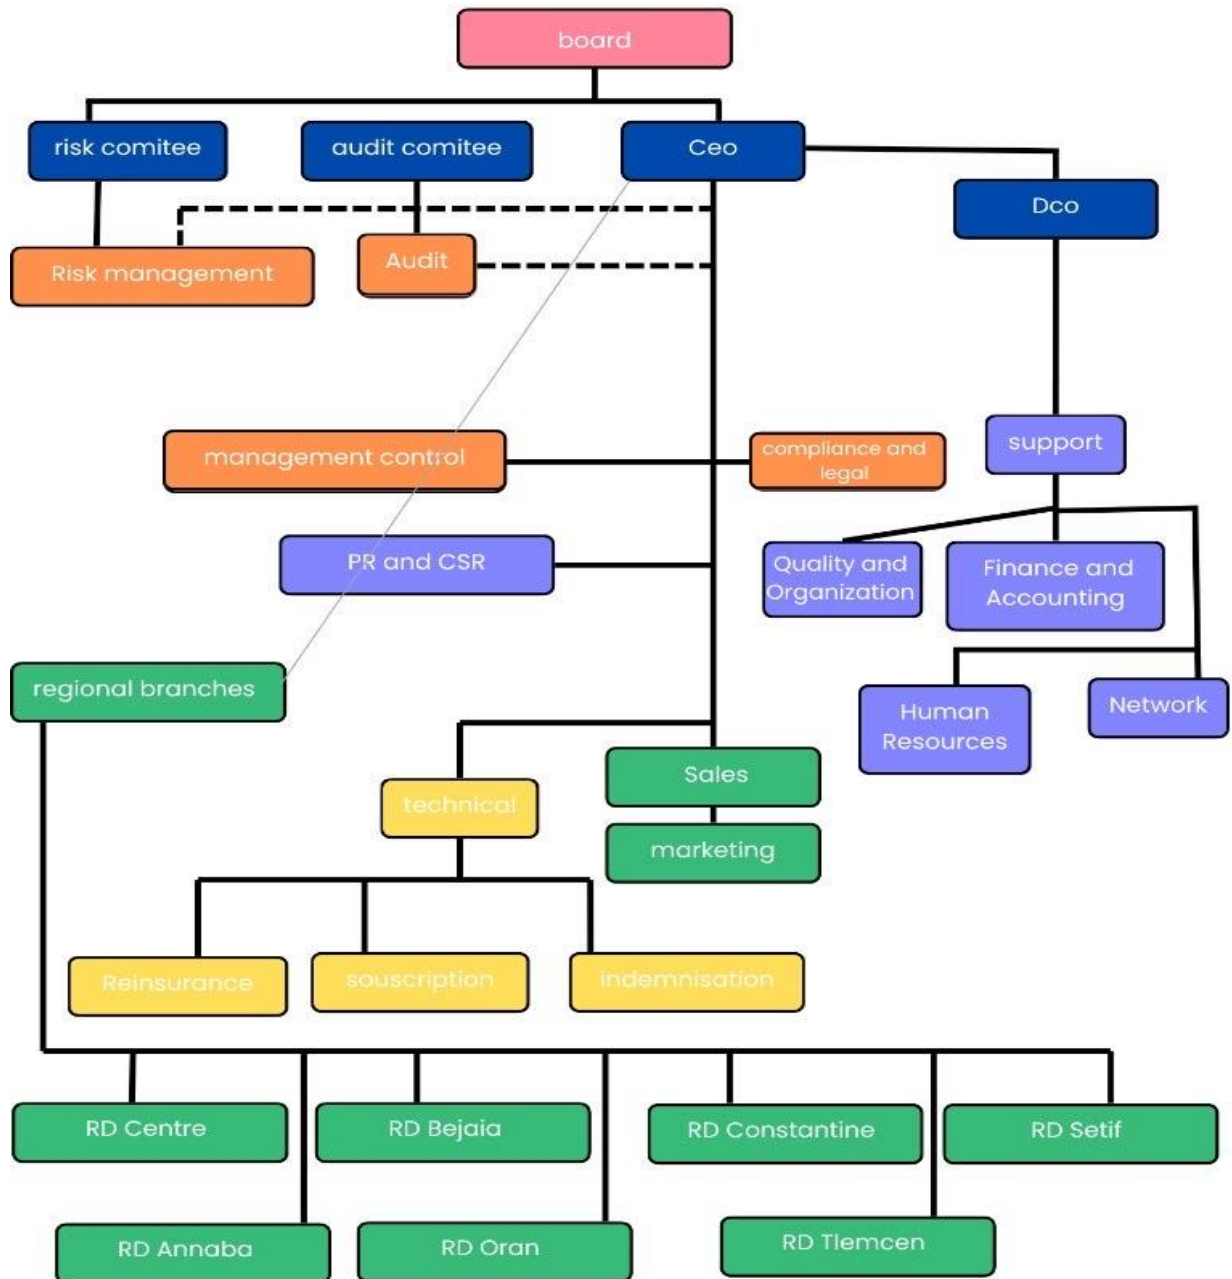 board
risk comitee
audit comitee
Ceo
Dco
Risk management
Audit
management control
compliance and
legal
support
PR and CSR
Quality and
Organization
Finance and
Accounting
regional branches
Human
Resources
Network
Sales
technical
marketing
Reinsurance
souscription
indemnisation
RD Centre
RD Bejaia
RD Constantine
RD Setif
RD Annaba
RD Oran
RD Tlemcen